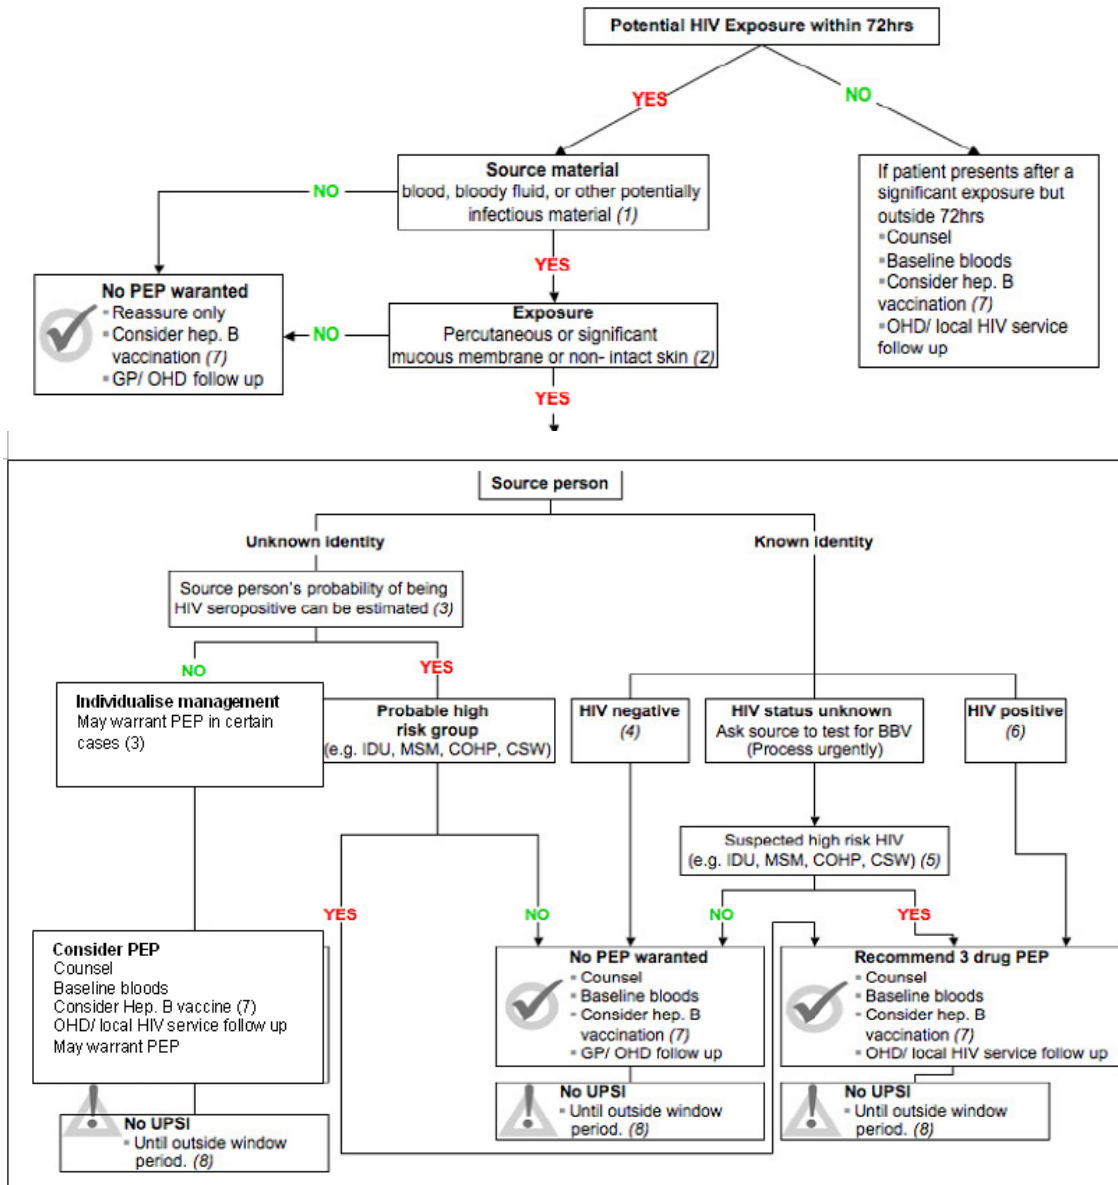 Potential HIV Exposure within 72hrs
YES
NO
Source material
blood, bloody fluid, or other potentially
infectious material (1)
NO
YES
If patient presents after a
significant exposure but
outside 72hrs
▪Counsel
▪Baseline bloods
▪Consider hep. B
vaccination (7)
▪OHD/ local HIV service
follow up
No PEP waranted
▪ Reassure only
▪ Consider hep. B
vaccination (7)
▪ GP/ OHD follow up
NO
Exposure
Percutaneous or significant
mucous membrane or non- intact skin (2)
YES
Source person
Unknown identity
Known identity
Source person's probability of being
HIV seropositive can be estimated (3)
NO
YES
Individualise management
May warrant PEP in certain
cases (3)
Probable high
risk group
(e.g. IDU, MSM, COHP, CSW)
HIV negative
(4)
HIV status unknown
Ask source to test for BBV
(Process urgently)
HIV positive
(6)
Suspected high risk HIV
(e.g. IDU, MSM, COHP, CSW) (5)
YES
NO
NO
YES
Consider PEP
Counsel
Baseline bloods
Consider Hep. B vaccine (7)
OHD/ local HIV service follow up
May warrant PEP
No PEP waranted
▪ Counsel
▪ Baseline bloods
▪ Consider hep. B
vaccination (7)
▪ GP/ OHD follow up
Recommend 3 drug PEP
▪ Counsel
▪ Baseline bloods
▪ Consider hep. B
vaccination (7)
▪ OHD/ local HIV service follow up
No UPSI
▪ Until outside window
period. (8)
No UPSI
▪ Until outside window
period. (8)
No UPSI
▪ Until outside window
period. (8)